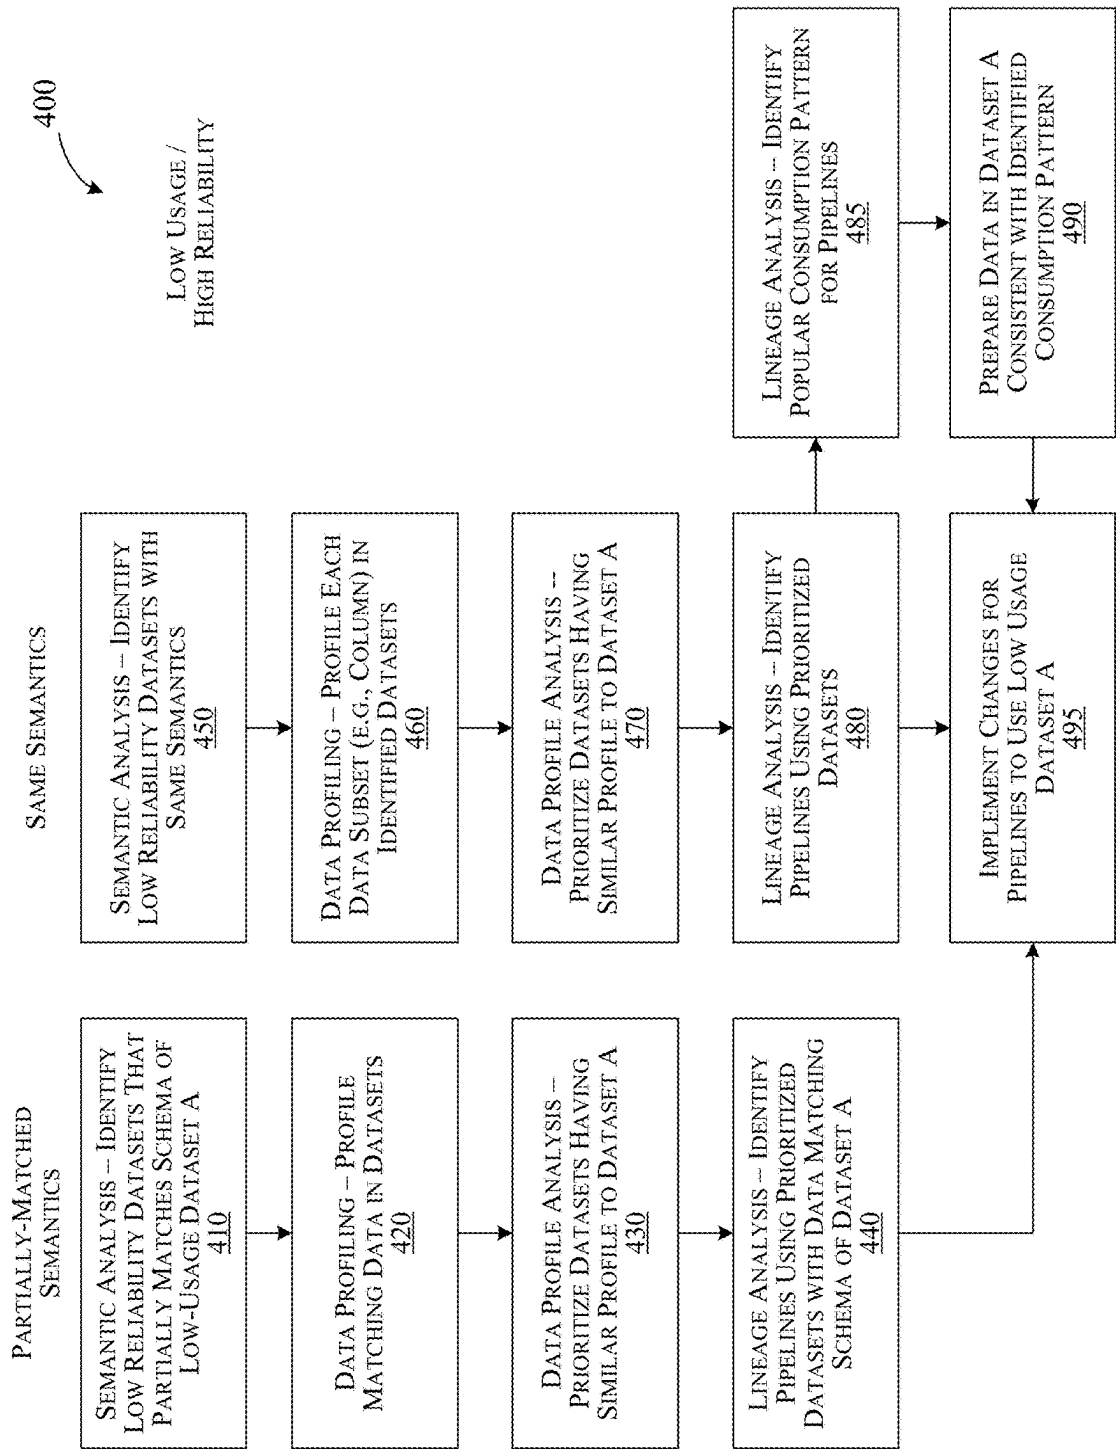 400
LOW USAGE /
HIGH RELIABILITY
PARTIALLY-MATCHED
SEMANTICS
SEMANTIC ANALYSIS – IDENTIFY
LOW RELIABILITY DATASETS THAT
PARTIALLY MATCHES SCHEMA OF
LOW-USAGE DATASET A
410
DATA PROFILING – PROFILE
MATCHING DATA IN DATASETS
420
DATA PROFILE ANALYSIS –
PRIORITIZE DATASETS HAVING
SIMILAR PROFILE TO DATASET A
430
LINEAGE ANALYSIS – IDENTIFY
PIPELINES USING PRIORITIZED
DATASETS WITH DATA MATCHING
SCHEMA OF DATASET A
440
SAME SEMANTICS
SEMANTIC ANALYSIS – IDENTIFY
LOW RELIABILITY DATASETS WITH
SAME SEMANTICS
450
DATA PROFILING – PROFILE EACH
DATA SUBSET (E.G., COLUMN) IN
IDENTIFIED DATASETS
460
DATA PROFILE ANALYSIS --
PRIORITIZE DATASETS HAVING
SIMILAR PROFILE TO DATASET A
470
LINEAGE ANALYSIS – IDENTIFY
PIPELINES USING PRIORITIZED
DATASETS
480
LINEAGE ANALYSIS – IDENTIFY
POPULAR CONSUMPTION PATTERN
FOR PIPELINES
485
PREPARE DATA IN DATASET A
CONSISTENT WITH IDENTIFIED
CONSUMPTION PATTERN
490
IMPLEMENT CHANGES FOR
PIPELINES TO USE LOW USAGE
DATASET A
495